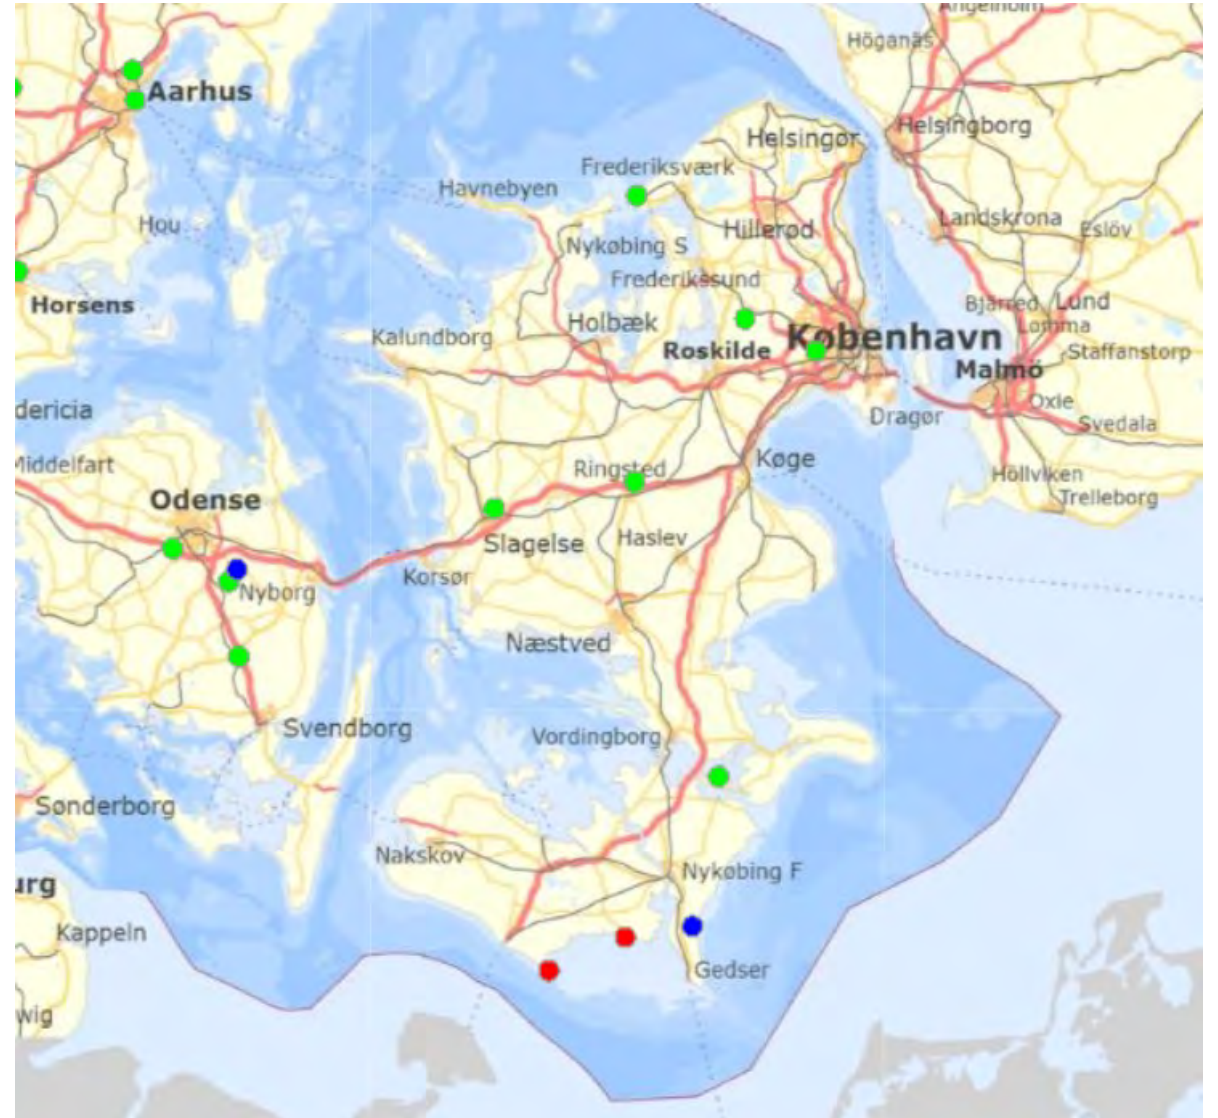 Ängelholm
Höganäs
Aarhus
Helsingør
Helsingborg
Frederiksværk
Havnebyen
Hou
Hillerød
Landskrona
Eslöv
Nykøbing S
Frederikssund
Horsens
Bjärred
Lund
Holbæk
Lomma
Kalundborg
København
Roskilde
Staffanstorp
Malmö
Oxie
dericia
Dragør
Svedala
Middelfart
Ringsted
Køge
Höllviken
Odense
Trelleborg
Slagelse
Haslev
Korsør
Nyborg
Næstved
Svendborg
Vordingborg
Sønderborg
Nakskov
Nykøbing F
urg
Kappeln
Gedser
wig